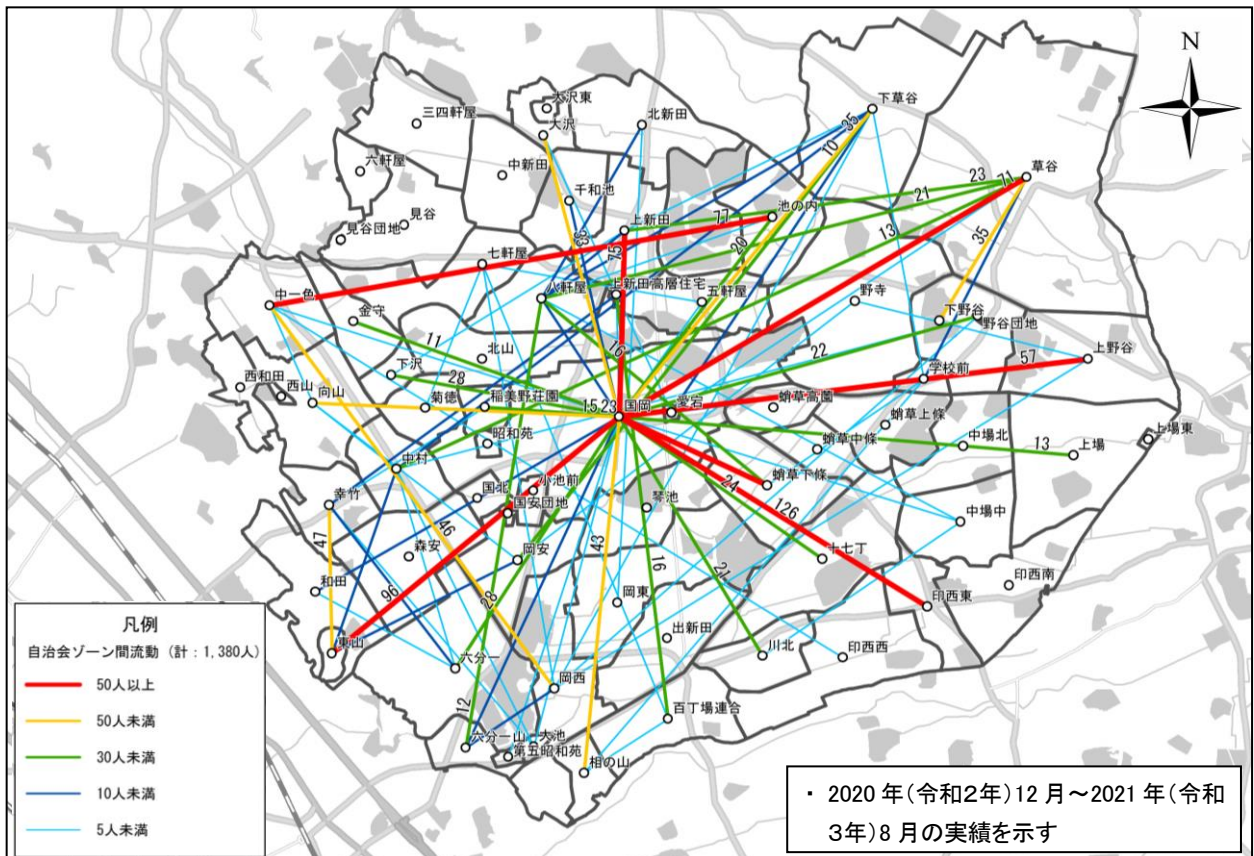 N
大沢東
三四軒屋
北新田
下草谷
大沢
35
10
六軒屋
中新田
草谷
23
71
21
千和池
見谷
見谷団地
上新田
77
池の内
33
13
35
75
20
七軒屋
中一色
八軒屋
上新田高層住宅
五軒屋
野寺
下野谷
野谷団地
金守
11
16
22
北山
上野谷
57
下沢
28
学校前
西和田
西山
向山
菊徳
稲美野荘園
15
23
国岡
愛宕
蛸草高薗
蛸草上條
昭和苑
蛸草中條
中場北
13
上場
上場東
中村
幸竹
国北
小池前
国安団地
24
蛸草下條
琴池
126
中場中
46
47
43
16
21
森安
岡安
十七丁
和田
96
28
岡東
印西南
印西東
凡例
自治会ゾーン間流動（計：1,380人）
50人以上
50人未満
30人未満
10人未満
5人未満
東山
出新田
六分一
川北
印西西
岡西
12
百丁場連合
六分一山
大池
第五昭和苑
相の山
・ 2020 年（令和2年）12 月～2021 年（令和
3年）8 月の実績を示す